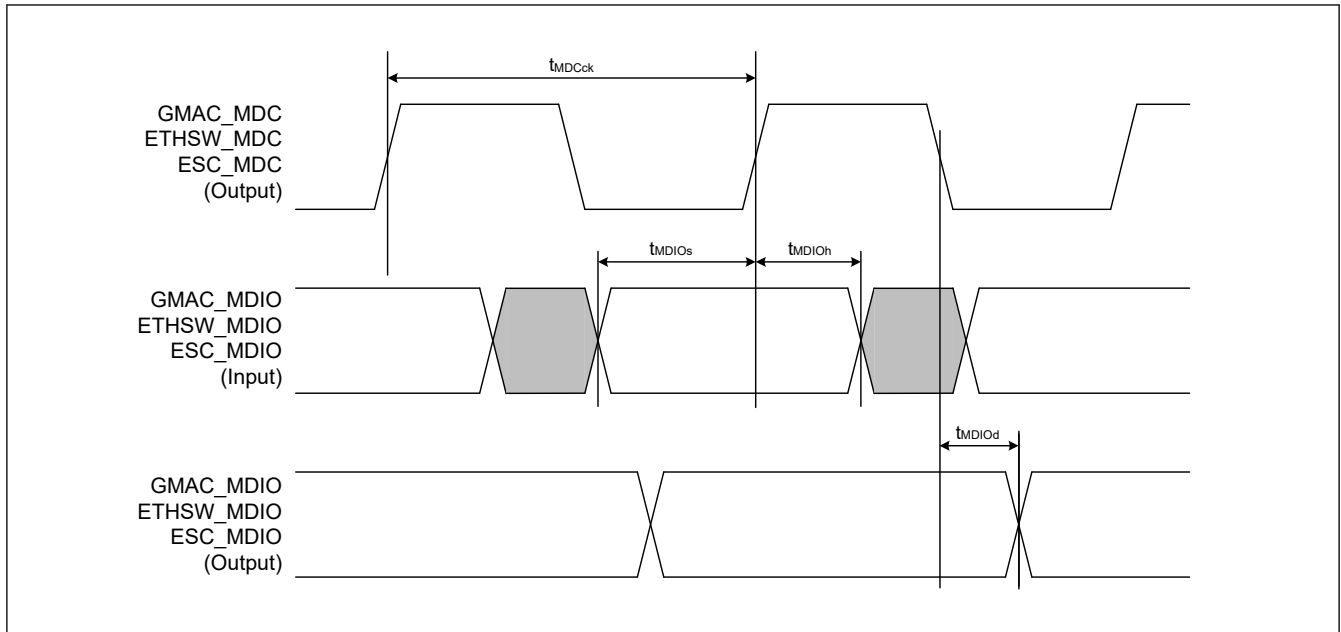 tMDCck
GMAC_MDC
ETHSW_MDC
ESC_MDC
(Output)
tMDIOs
tMDIOh
GMAC_MDIO
ETHSW_MDIO
ESC_MDIO
(Input)
tMDIOd
GMAC_MDIO
ETHSW_MDIO
ESC_MDIO
(Output)